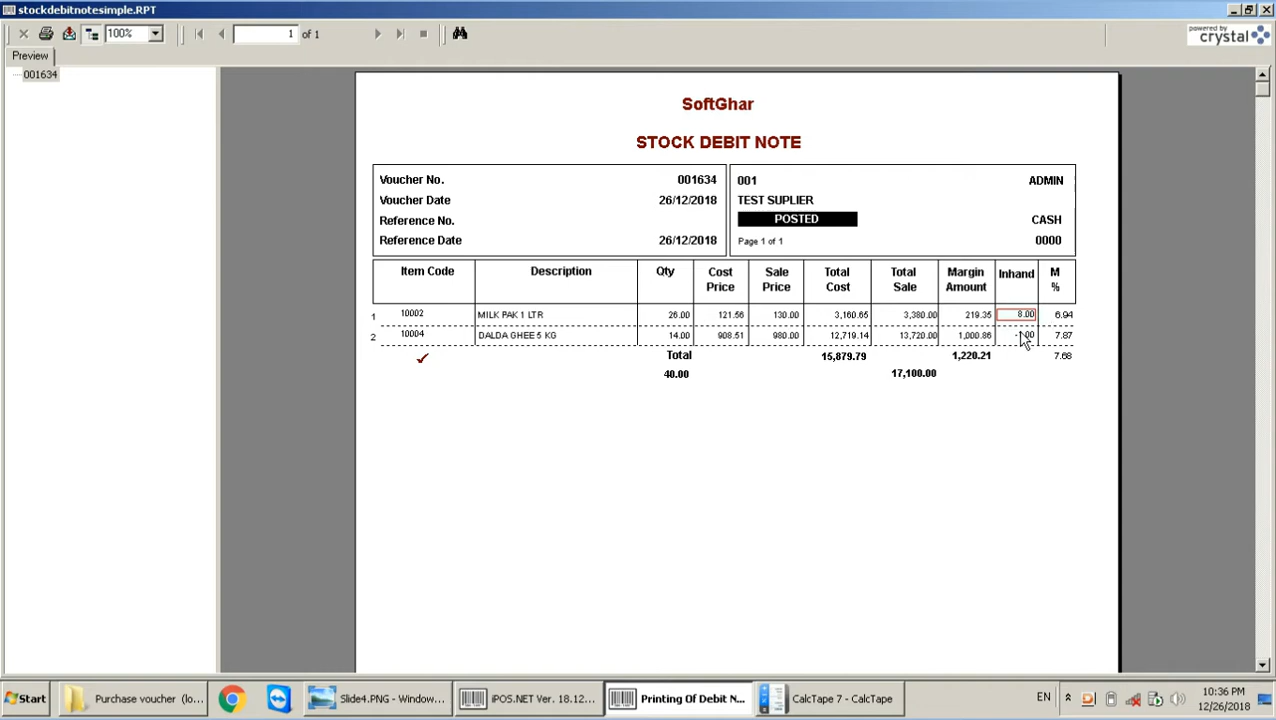 stockdebitnotesimple.RPT
100% 1 of 1
powered by
crystal
Preview
001634
SoftGhar
STOCK DEBIT NOTE
Voucher No. 001634
Voucher Date 26/12/2018
Reference No.
Reference Date 26/12/2018
001 ADMIN
TEST SUPLIER
POSTED CASH
Page 1 of 1 0000
Item Code Description Qty Cost Price Sale Price Total Cost Total Sale Margin Amount Inhand M %
1 10002 MILK PAK 1 LTR 26.00 121.56 130.00 3,160.65 3,380.00 219.35 8.00 6.94
2 10004 DALDA GHEE 5 KG 14.00 908.51 980.00 12,719.14 13,720.00 1,000.86 7.87
Total 15,879.79 1,220.21 7.68
40.00 17,100.00
Start Purchase voucher (lo... Slide4.PNG - Window... iPOS.NET Ver. 18.12... Printing Of Debit N... CalcTape 7 - CalcTape EN 10:36 PM
12/26/2018